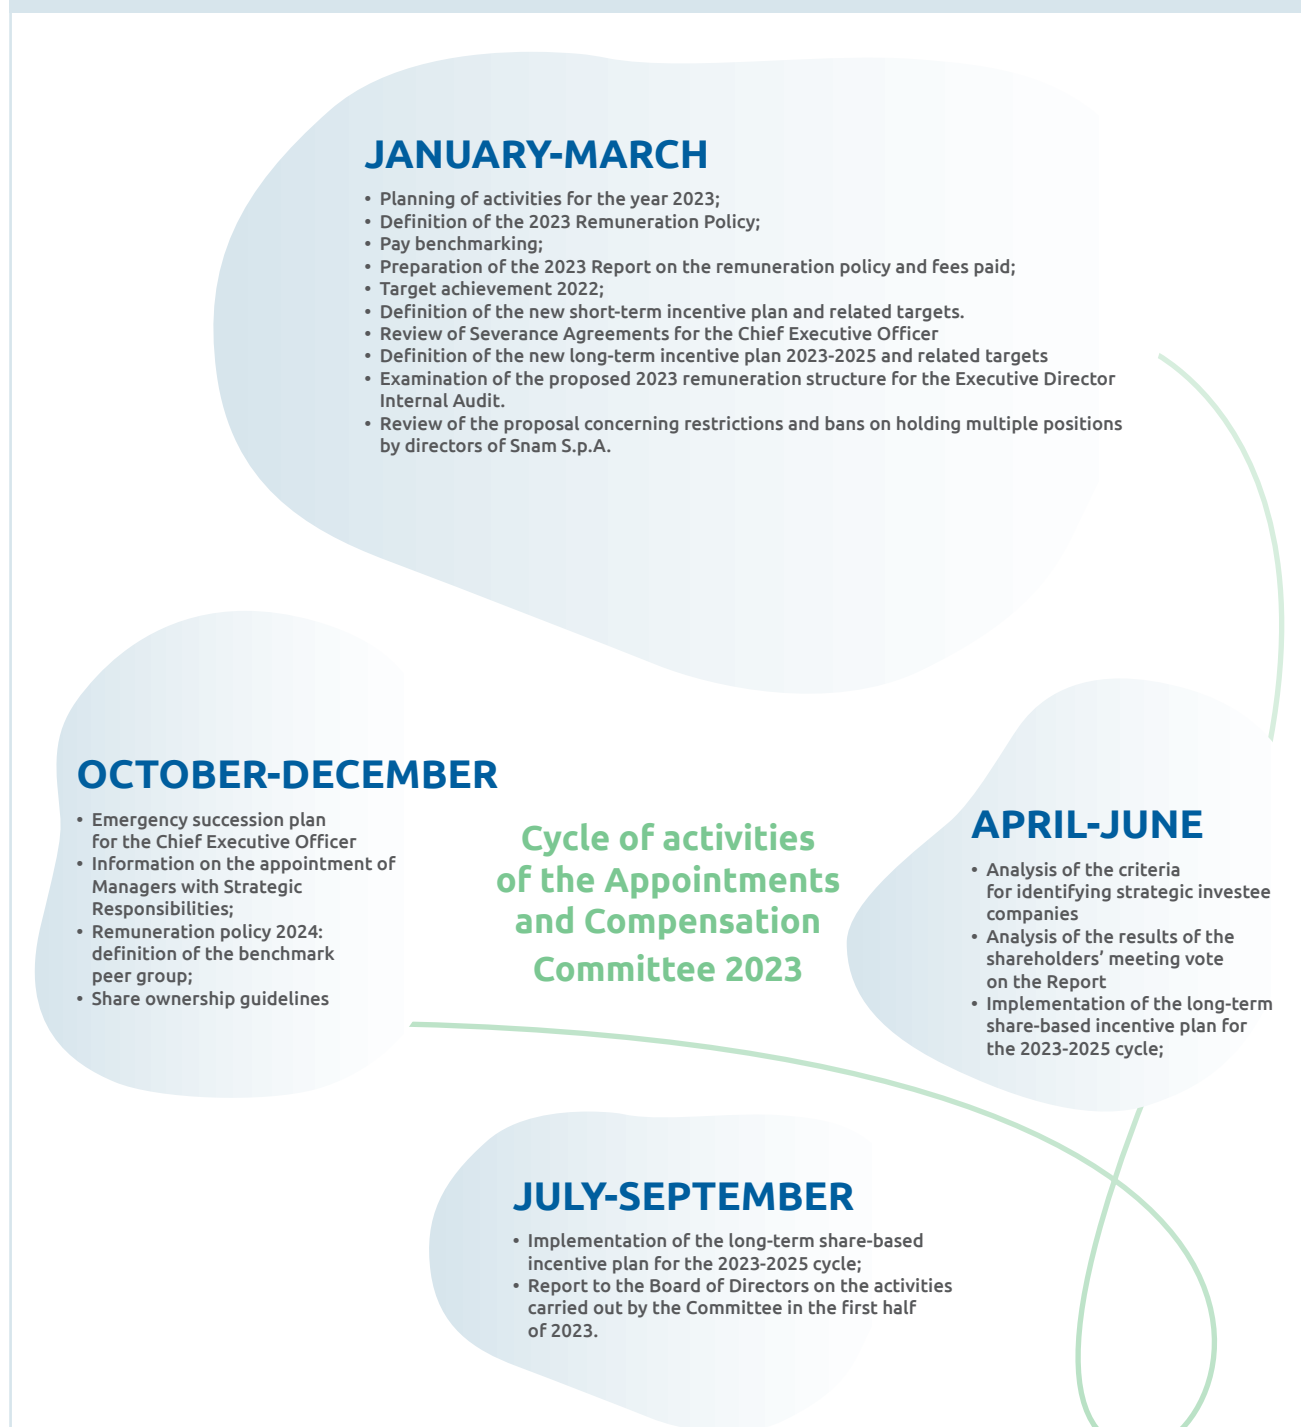 JANUARY-MARCH
• Planning of activities for the year 2023;
• Definition of the 2023 Remuneration Policy;
• Pay benchmarking;
• Preparation of the 2023 Report on the remuneration policy and fees paid;
• Target achievement 2022;
• Definition of the new short-term incentive plan and related targets.
• Review of Severance Agreements for the Chief Executive Officer
• Definition of the new long-term incentive plan 2023-2025 and related targets
• Examination of the proposed 2023 remuneration structure for the Executive Director
Internal Audit.
• Review of the proposal concerning restrictions and bans on holding multiple positions
by directors of Snam S.p.A.
OCTOBER-DECEMBER
• Emergency succession plan
for the Chief Executive Officer
• Information on the appointment of
Managers with Strategic
Responsibilities;
• Remuneration policy 2024:
definition of the benchmark
peer group;
• Share ownership guidelines
Cycle of activities
of the Appointments
and Compensation
Committee 2023
APRIL-JUNE
• Analysis of the criteria
for identifying strategic investee
companies
• Analysis of the results of the
shareholders’ meeting vote
on the Report
• Implementation of the long-term
share-based incentive plan for
the 2023-2025 cycle;
JULY-SEPTEMBER
• Implementation of the long-term share-based
incentive plan for the 2023-2025 cycle;
• Report to the Board of Directors on the activities
carried out by the Committee in the first half
of 2023.